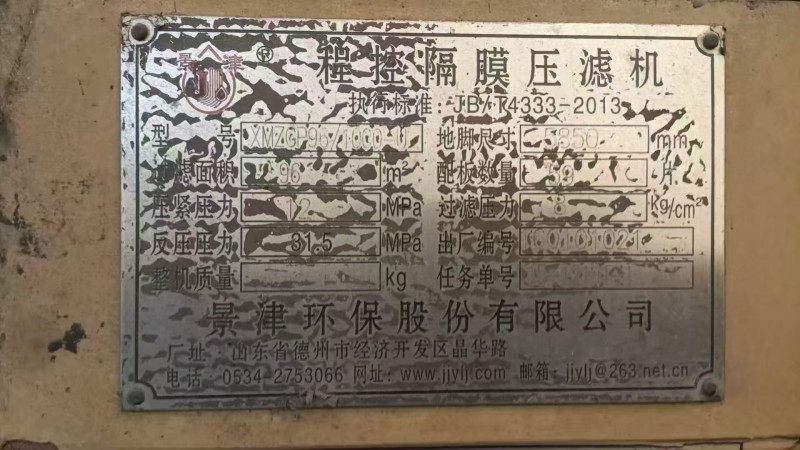 景津 ® 程控隔膜压滤机
执行标准:JB/T4333-2013
型号 XMZGP96/1000-U 地脚尺寸 5850 mm
过滤面积 96 m² 配板数量 59 片
压紧压力 MPa 过滤压力 8 kg/cm²
反压压力 31.5 MPa 出厂编号
整机质量 kg 任务单号
景津环保股份有限公司
厂址:山东省德州市经济开发区晶华路
电话:0534-2753066 网址:www.jjylj.com 邮箱:jjylj@263.net.cn